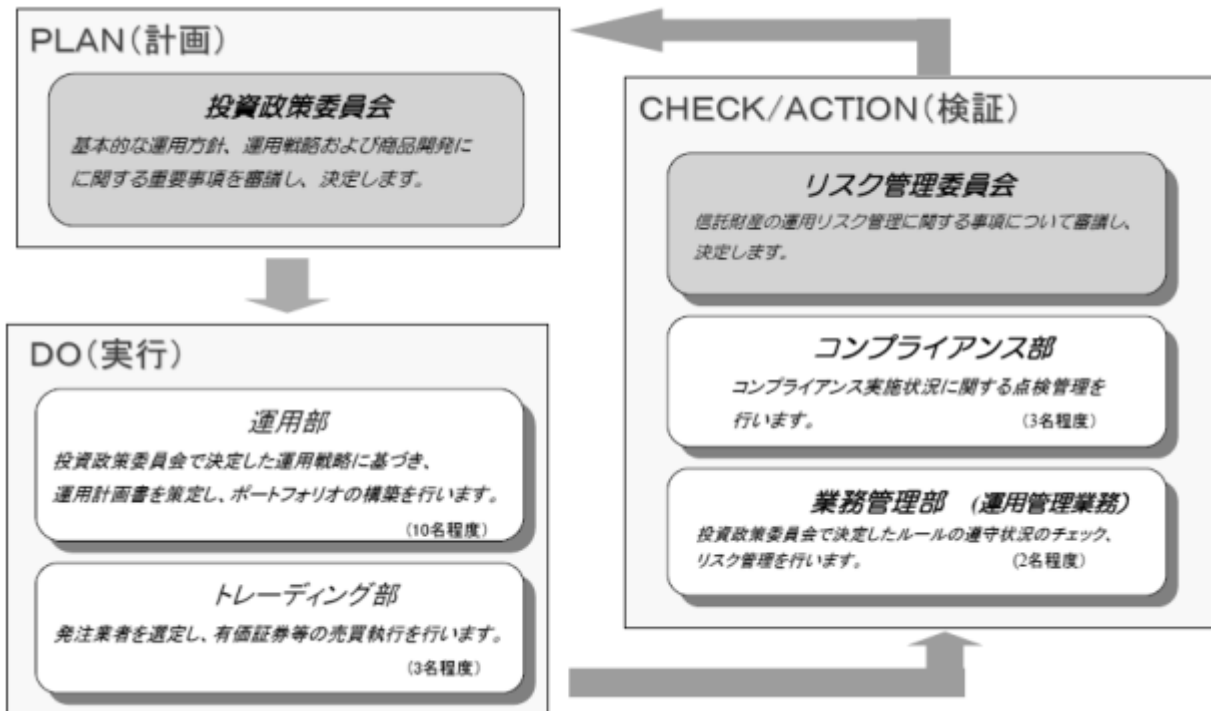 PLAN(計画)
投資政策委員会
基本的な運用方針、運用戦略および商品開発に
に関する重要事項を審議し、決定します。
DO(実行)
運用部
投資政策委員会で決定した運用戦略に基づき、
運用計画書を策定し、ポートフォリオの構築を行います。
(10名程度)
トレーディング部
発注業者を選定し、有価証券等の売買執行を行います。
(3名程度)
CHECK/ACTION(検証)
リスク管理委員会
信託財産の運用リスク管理に関する事項について審議し、
決定します。
コンプライアンス部
コンプライアンス実施状況に関する点検管理を
行います。 (3名程度)
業務管理部 (運用管理業務)
投資政策委員会で決定したルールの遵守状況のチェック、
リスク管理を行います。 (2名程度)